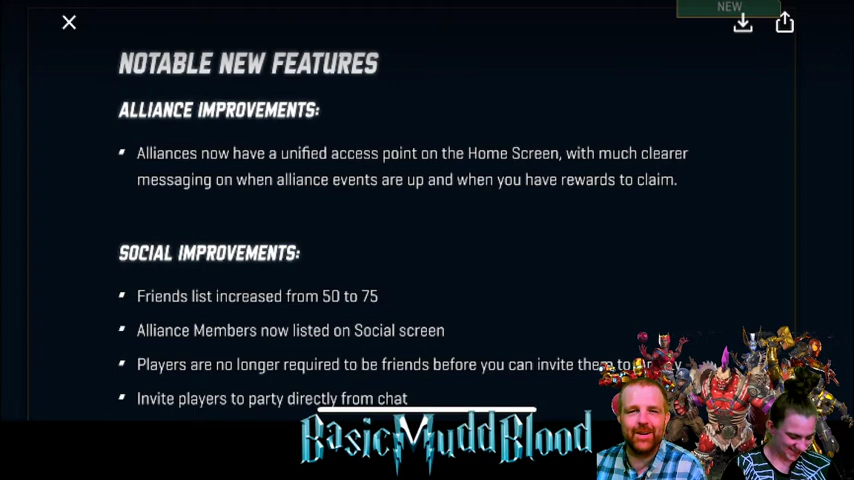 NEW
NOTABLE NEW FEATURES
ALLIANCE IMPROVEMENTS:
Alliances now have a unified access point on the Home Screen, with much clearer
messaging on when alliance events are up and when you have rewards to claim.
SOCIAL IMPROVEMENTS:
Friends list increased from 50 to 75
Alliance Members now listed on Social screen
Players are no longer required to be friends before you can invite them to
Invite players to party directly from chat
BasicMuddBlood